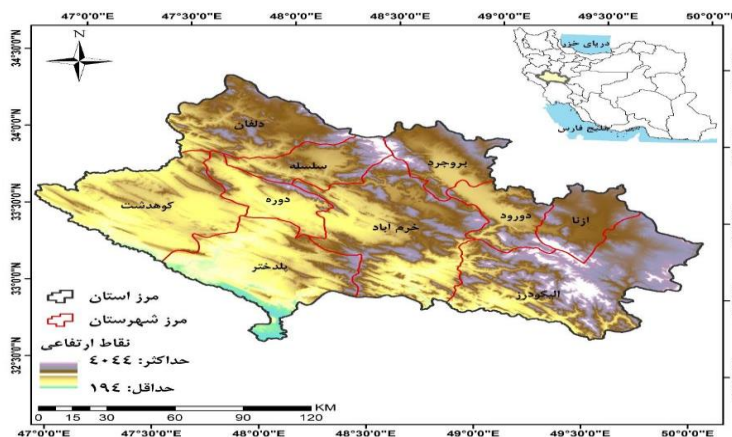 47°0'0"E 47°30'0"E 48°0'0"E 48°30'0"E 49°0'0"E 49°30'0"E 50°0'0"E
N
دریای خزر
خلیج فارس
34°30'0"N
34°0'0"N
33°30'0"N
33°0'0"N
32°30'0"N
دلفان
بروجرد
سلسله
کوهدشت
دوره
خرم آباد
دورود
ازنا
پلدختر
الیگودرز
مرز استان
مرز شهرستان
نقاط ارتفاعی
حداکثر: ٤٠٤٤
حداقل: ١٩٤
KM
0 15 30 60 90 120
47°0'0"E 47°30'0"E 48°0'0"E 48°30'0"E 49°0'0"E 49°30'0"E 50°0'0"E